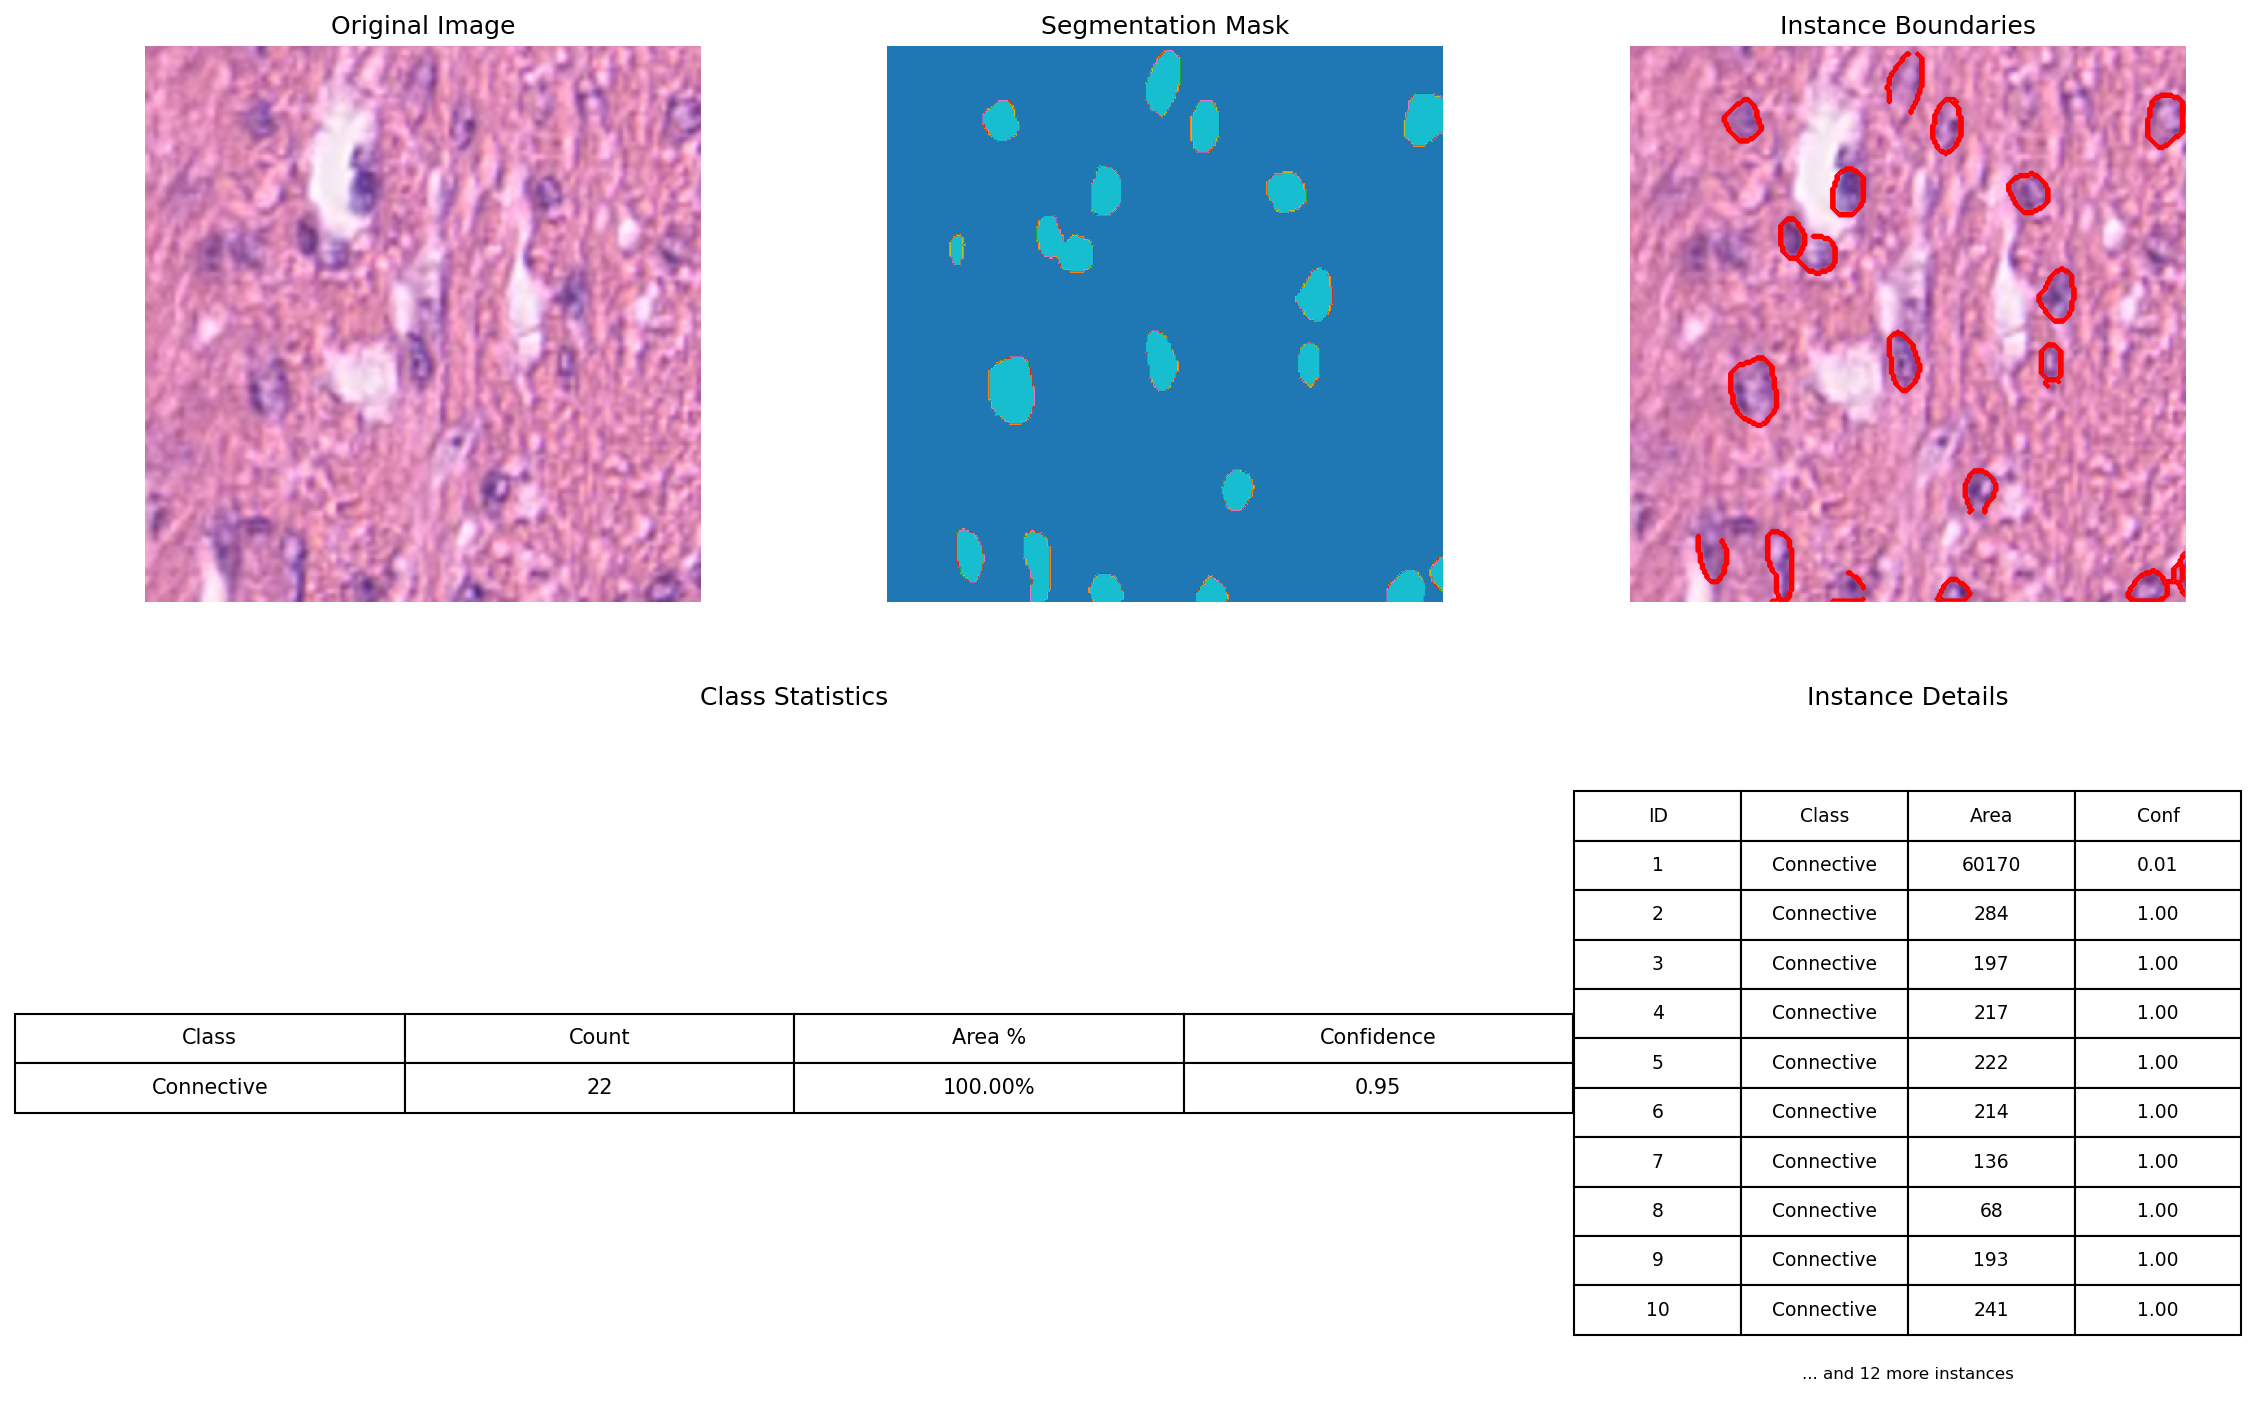 Original Image
Segmentation Mask
Instance Boundaries
Class Statistics
Class Count Area % Confidence
Connective 22 100.00% 0.95
Instance Details
ID Class Area Conf
1 Connective 60170 0.01
2 Connective 284 1.00
3 Connective 197 1.00
4 Connective 217 1.00
5 Connective 222 1.00
6 Connective 214 1.00
7 Connective 136 1.00
8 Connective 68 1.00
9 Connective 193 1.00
10 Connective 241 1.00
... and 12 more instances